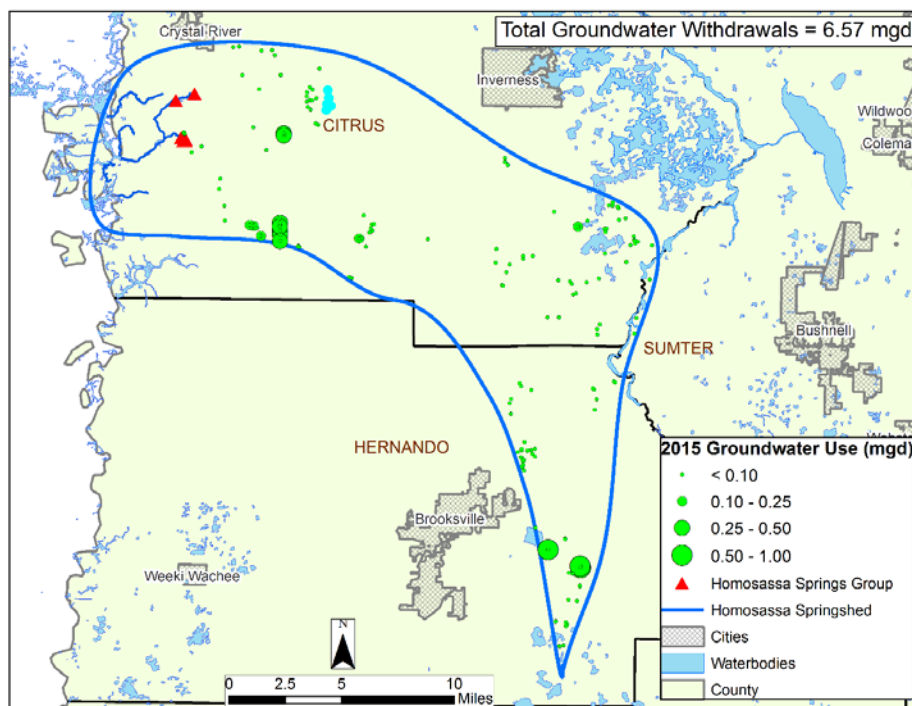 Crystal River
Total Groundwater Withdrawals = 6.57 mgd
Inverness
CITRUS
Wildwoo
Colema
Bushnell
SUMTER
HERNANDO
Brooksville
Weeki Wachee
2015 Groundwater Use (mgd)
< 0.10
0.10 - 0.25
0.25 - 0.50
0.50 - 1.00
Homosassa Springs Group
Homosassa Springshed
Cities
Waterbodies
County
N
0 2.5 5 10
Miles